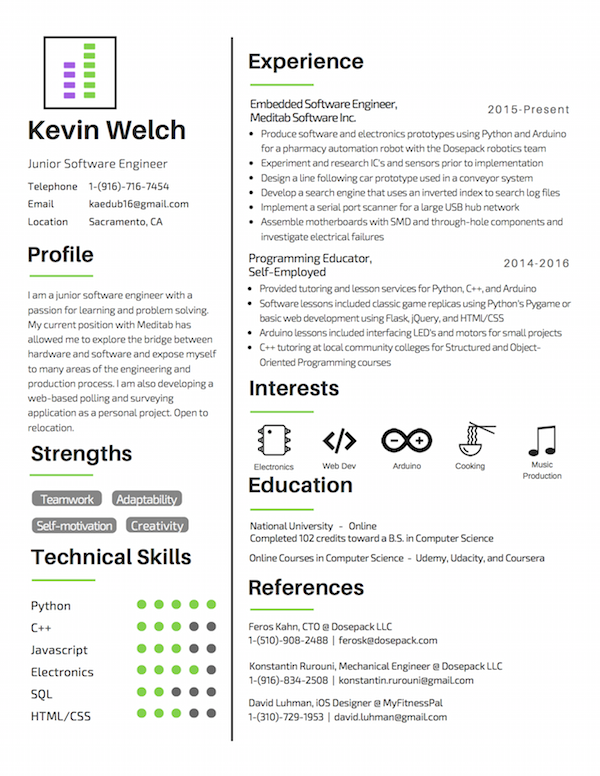 Kevin Welch
Junior Software Engineer
Telephone 1-(916)-716-7454
Email kaedub16@gmail.com
Location Sacramento, CA
Profile
I am a junior software engineer with a
passion for learning and problem solving.
My current position with Meditab has
allowed me to explore the bridge between
hardware and software and expose myself
to many areas of the engineering and
production process. I am also developing a
web-based polling and surveying
application as a personal project. Open to
relocation.
Strengths
Teamwork Adaptability
Self-motivation Creativity
Technical Skills
Python
C++
Javascript
Electronics
SQL
HTML/CSS
Experience
Embedded Software Engineer, 2015-Present
Meditab Software Inc.
• Produce software and electronics prototypes using Python and Arduino
for a pharmacy automation robot with the Dosepack robotics team
• Experiment and research IC's and sensors prior to implementation
• Design a line following car prototype used in a conveyor system
• Develop a search engine that uses an inverted index to search log files
• Implement a serial port scanner for a large USB hub network
• Assemble motherboards with SMD and through-hole components and
investigate electrical failures
Programming Educator, 2014-2016
Self-Employed
• Provided tutoring and lesson services for Python, C++, and Arduino
• Software lessons included classic game replicas using Python's Pygame or
basic web development using Flask, jQuery, and HTML/CSS
• Arduino lessons included interfacing LED's and motors for small projects
• C++ tutoring at local community colleges for Structured and Object-
Oriented Programming courses
Interests
Electronics Web Dev Arduino Cooking Music
Production
Education
National University - Online
Completed 102 credits toward a B.S. in Computer Science
Online Courses in Computer Science - Udemy, Udacity, and Coursera
References
Feros Kahn, CTO @ Dosepack LLC
1-(510)-908-2488 | ferosk@dosepack.com
Konstantin Rurouni, Mechanical Engineer @ Dosepack LLC
1-(916)-834-2508 | konstantin.rurouni@gmail.com
David Luhman, iOS Designer @ MyFitnessPal
1-(310)-729-1953 | david.luhman@gmail.com